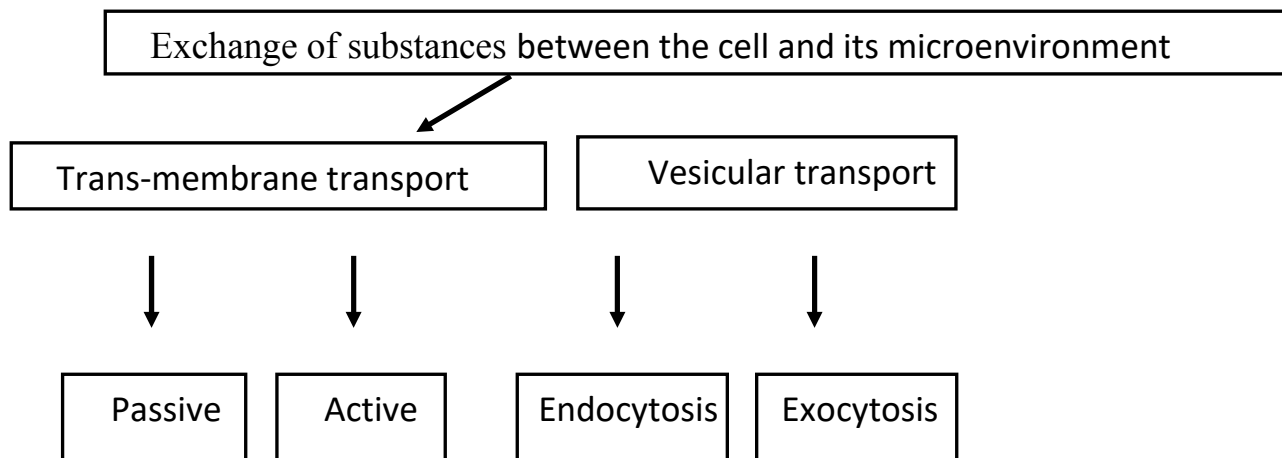 Exchange of substances between the cell and its microenvironment
Trans-membrane transport
Vesicular transport
Passive
Active
Endocytosis
Exocytosis